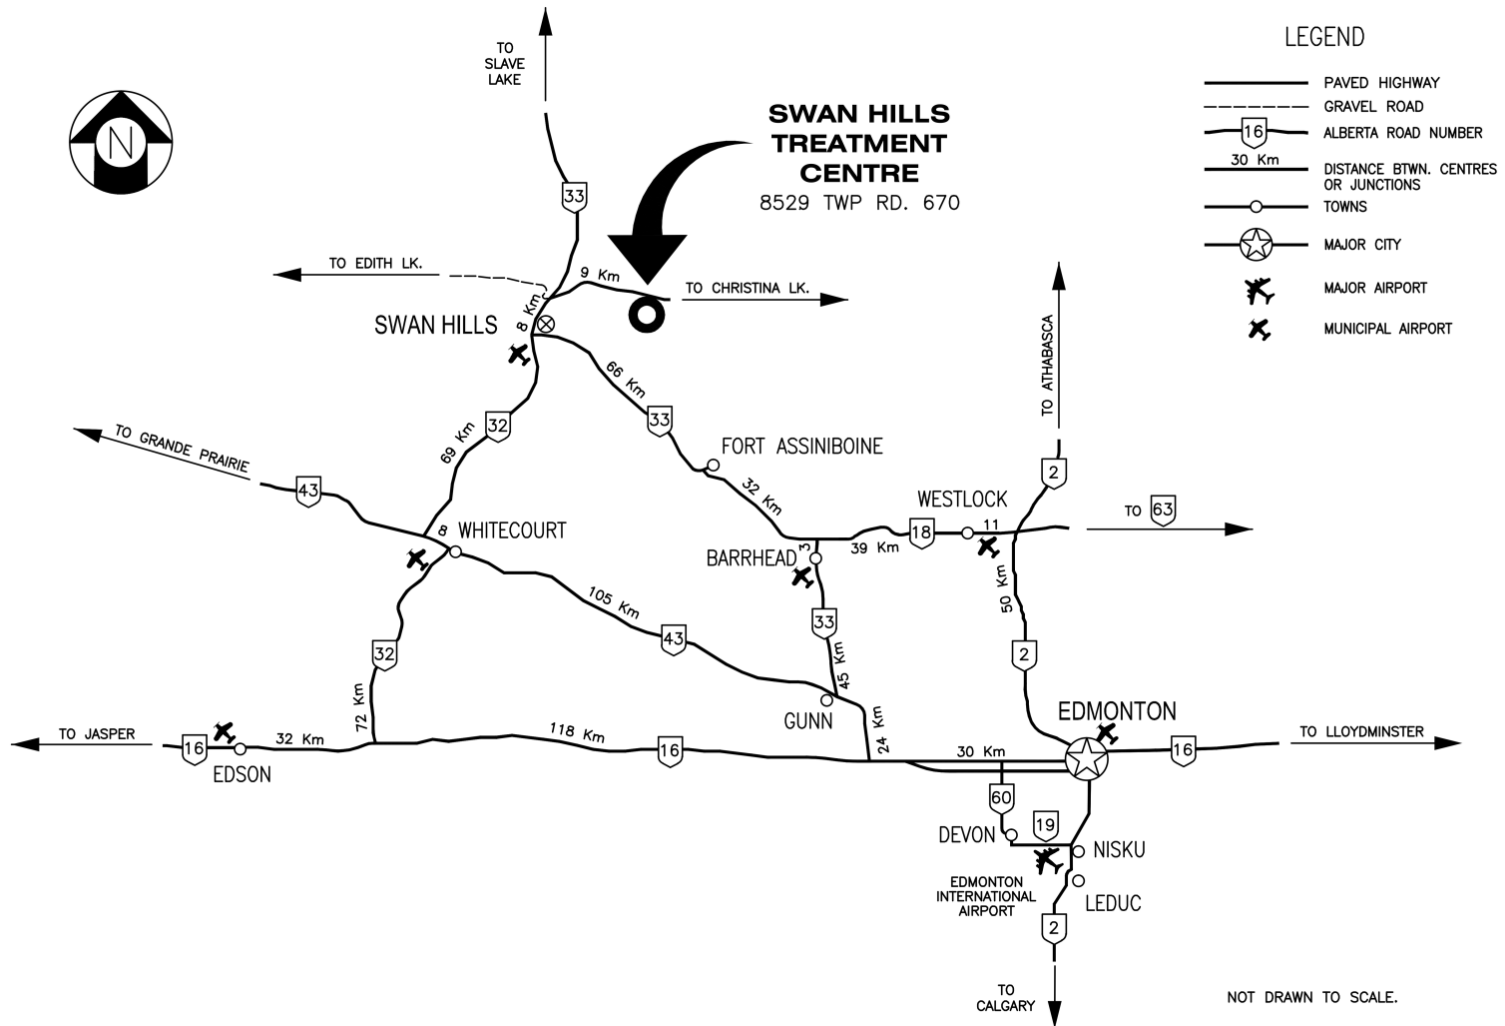 LEGEND
PAVED HIGHWAY
GRAVEL ROAD
16
ALBERTA ROAD NUMBER
30 Km
DISTANCE BTWN. CENTRES
OR JUNCTIONS
TOWNS
MAJOR CITY
MAJOR AIRPORT
MUNICIPAL AIRPORT
N
TO
SLAVE
LAKE
SWAN HILLS
TREATMENT
CENTRE
8529 TWP RD. 670
33
TO EDITH LK.
9 Km
TO CHRISTINA LK.
8 Km
SWAN HILLS
66 Km
33
32
69 Km
TO ATHABASCA
TO GRANDE PRAIRIE
43
FORT ASSINIBOINE
32 Km
2
WESTLOCK
8
WHITECOURT
11
TO 63
18
39 Km
3
BARRHEAD
50 Km
105 Km
33
43
32
2
45 Km
72 Km
GUNN
24 Km
EDMONTON
TO JASPER
16
32 Km
EDSON
118 Km
16
30 Km
16
TO LLOYDMINSTER
60
19
DEVON
NISKU
EDMONTON
INTERNATIONAL
AIRPORT
LEDUC
2
TO
CALGARY
NOT DRAWN TO SCALE.